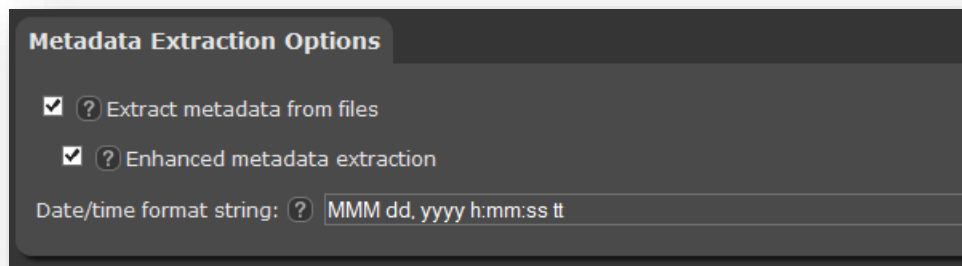 Metadata Extraction Options
? Extract metadata from files
? Enhanced metadata extraction
Date/time format string: ? MMM dd, yyyy h:mm:ss tt